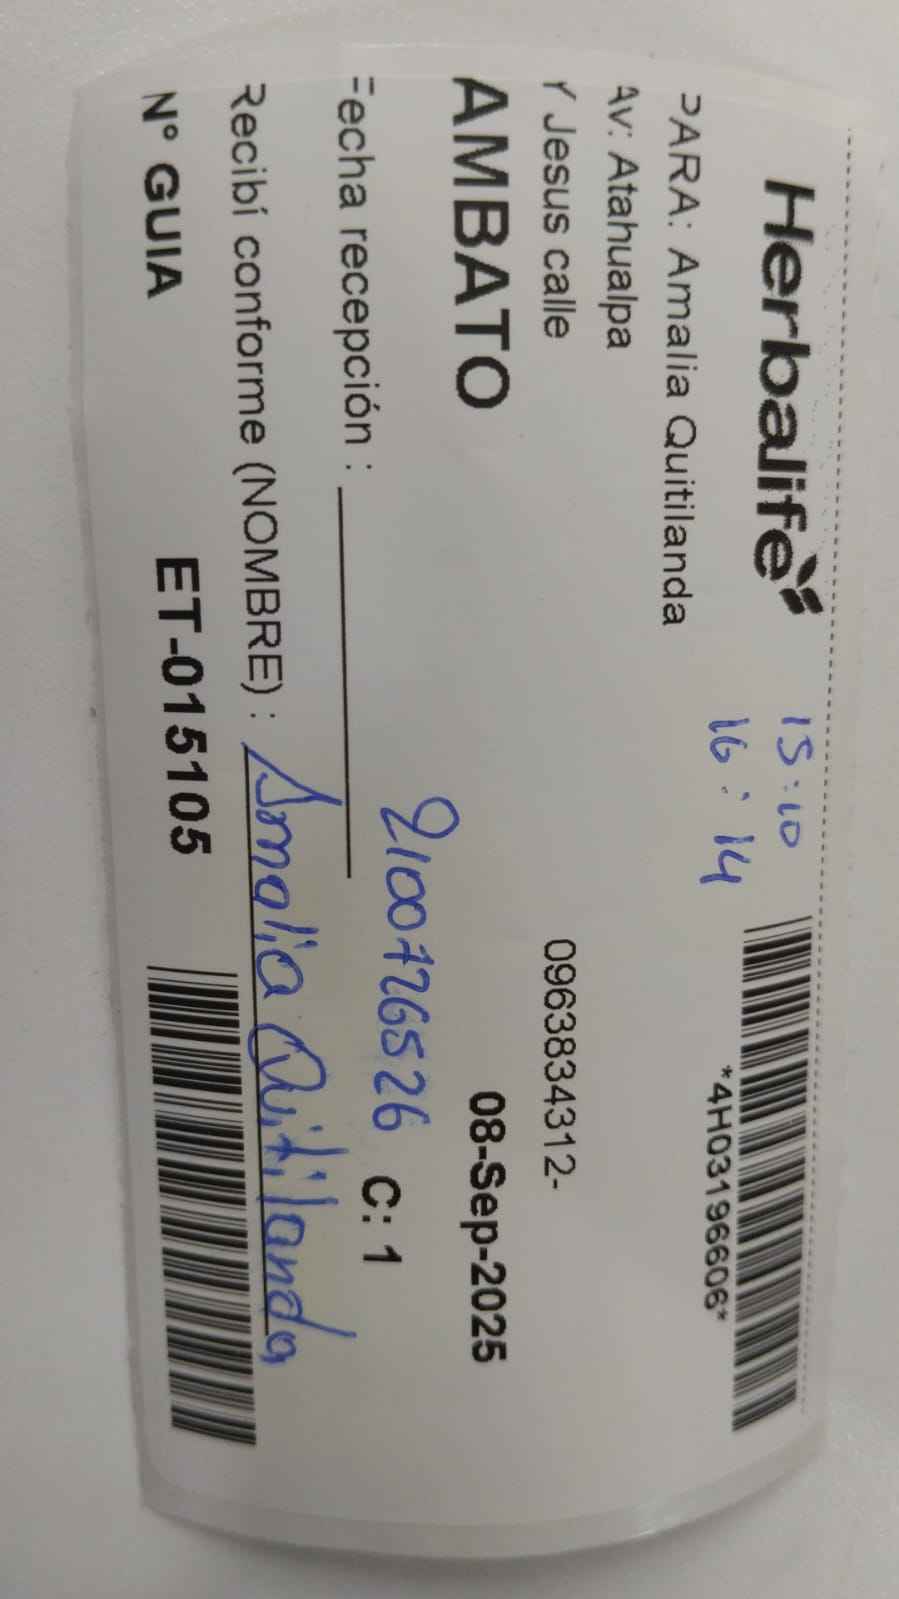 Herbalife
15:10
16:14
*4H03196606*
PARA: Amalia Quitilanda
Av: Atahualpa
Y Jesus calle
0963834312-
AMBATO
08-Sep-2025
2100726526
Fecha recepción :
C: 1
Recibí conforme (NOMBRE) : Amalia Quitilanda
N° GUIA
ET-015105